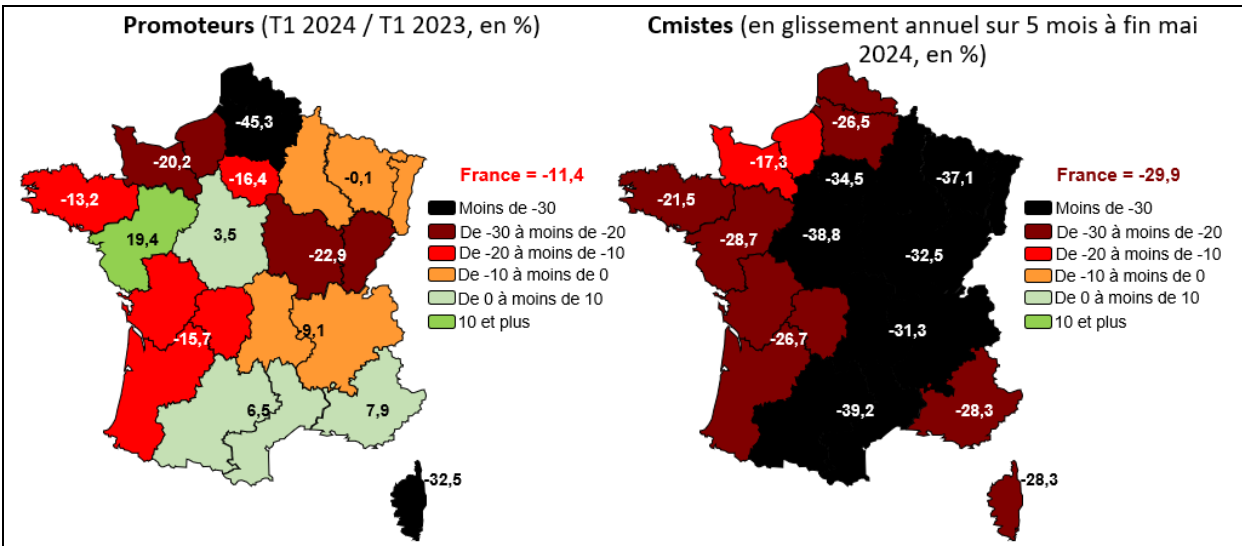 Promoteurs (T1 2024 / T1 2023, en %)
-45,3
-20,2
-16,4
-0,1
-13,2
19,4
3,5
-22,9
-9,1
-15,7
6,5
7,9
-32,5
France = -11,4
Moins de -30
De -30 à moins de -20
De -20 à moins de -10
De -10 à moins de 0
De 0 à moins de 10
10 et plus
Cmistes (en glissement annuel sur 5 mois à fin mai
2024, en %)
-26,5
-17,3
-34,5
-37,1
-21,5
-28,7
-38,8
-32,5
-31,3
-26,7
-39,2
-28,3
-28,3
France = -29,9
Moins de -30
De -30 à moins de -20
De -20 à moins de -10
De -10 à moins de 0
De 0 à moins de 10
10 et plus